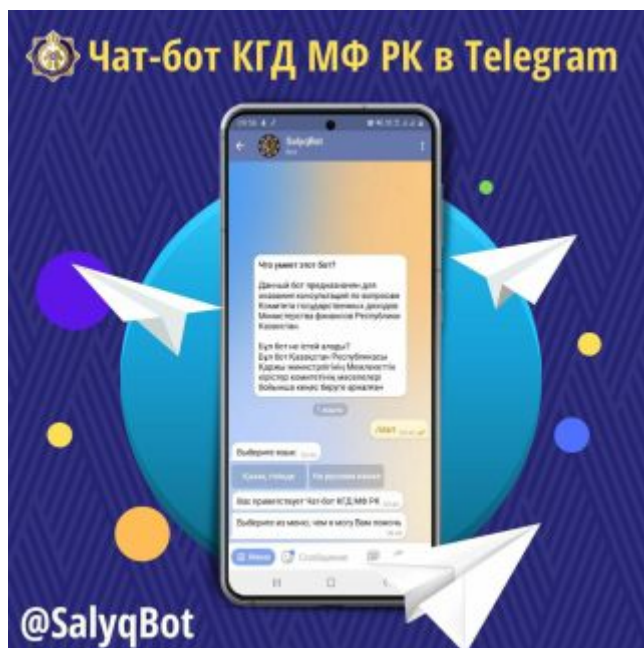 Чат-бот КГД МФ РК в Telegram
SalyqBot
Что умеет этот бот?
Данный бот предназначен для
оказания консультаций по вопросам
Комитета государственных доходов
Министерства финансов Республики
Казахстан.
Бұл бот не істей алады?
Бұл бот Қазақстан Республикасы
Қаржы министрлігінің Мемлекеттік
кірістер комитетінің мәселелері
бойынша кеңес беруге арналған
/start
Выберите язык
Қазақ тілінде
На русском языке
Вас приветствует Чат-бот КГД МФ РК
Выберите из меню, чем я могу Вам помочь
Меню
Сообщение
@SalyqBot